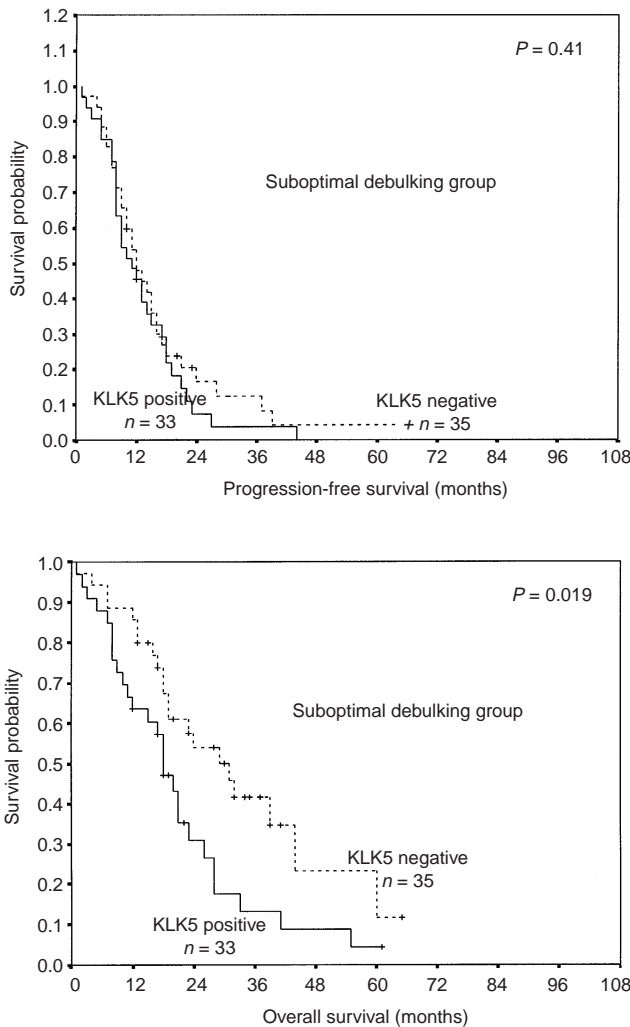 1.2
1.1
P = 0.41
1.0
0.9
0.8
0.7
Suboptimal debulking group
0.6
0.5
0.4
0.3
0.2
KLK5 positive
n = 33
KLK5 negative
n = 35
0.1
0.0
0 12 24 36 48 60 72 84 96 108
Survival probability
Progression-free survival (months)
1.0
0.9
P = 0.019
0.8
0.7
Suboptimal debulking group
0.6
0.5
0.4
0.3
KLK5 negative
n = 35
0.2
0.1
KLK5 positive
n = 33
0.0
0 12 24 36 48 60 72 84 96 108
Survival probability
Overall survival (months)